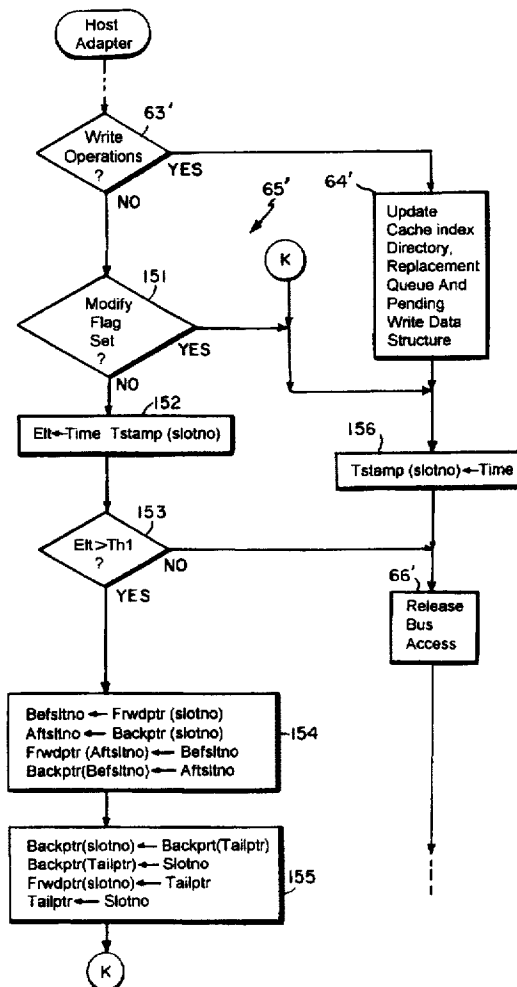 Host
Adapter
63'
Write
Operations
?
YES
NO
65'
64'
Update
Cache index
Directory,
Replacement
Queue And
Pending
Write Data
Structure
K
151
Modify
Flag
Set
?
YES
NO
152
Elt←Time Tstamp (slotno)
156
Tstamp (slotno)←Time
153
Elt>Th1
?
NO
YES
66'
Release
Bus
Access
Befsltno ← Frwdptr (slotno)
Aftsltno ← Backptr (slotno)
Frwdptr (Aftsltno) ← Befsltno
Backptr(Befsltno) ← Aftsltno
154
Backptr(slotno) ← Backprt(Tailptr)
Backptr(Tailptr) ← Slotno
Frwdptr(slotno) ← Tailptr
Tailptr ← Slotno
155
K